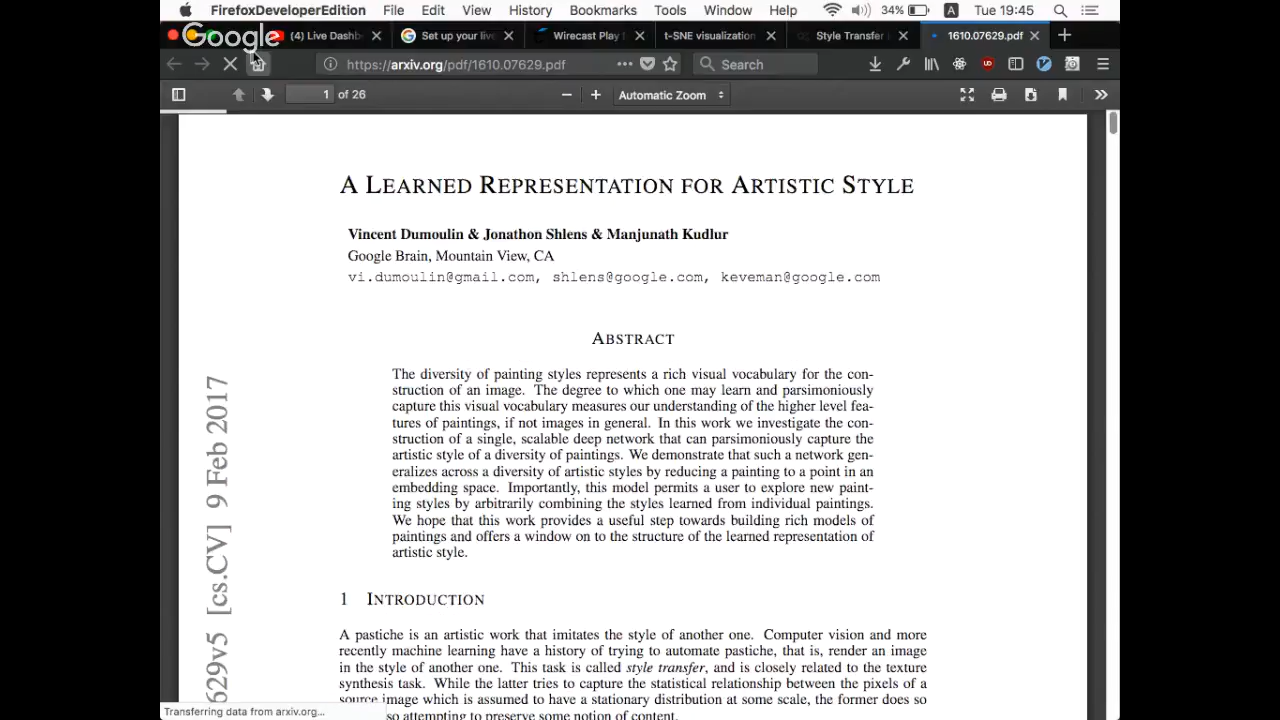 FirefoxDeveloperEdition File Edit View History Bookmarks Tools Window Help 34% A Tue 19:45
Google
(4) Live Dashb Set up your live Wirecast Play t-SNE visualization Style Transfer 1610.07629.pdf
https://arxiv.org/pdf/1610.07629.pdf Search
1 of 26 Automatic Zoom
A LEARNED REPRESENTATION FOR ARTISTIC STYLE
Vincent Dumoulin & Jonathon Shlens & Manjunath Kudlur
Google Brain, Mountain View, CA
vi.dumoulin@gmail.com, shlens@google.com, keveman@google.com
ABSTRACT
The diversity of painting styles represents a rich visual vocabulary for the con-
struction of an image. The degree to which one may learn and parsimoniously
capture this visual vocabulary measures our understanding of the higher level fea-
tures of paintings, if not images in general. In this work we investigate the con-
struction of a single, scalable deep network that can parsimoniously capture the
artistic style of a diversity of paintings. We demonstrate that such a network gen-
eralizes across a diversity of artistic styles by reducing a painting to a point in an
embedding space. Importantly, this model permits a user to explore new paint-
ing styles by arbitrarily combining the styles learned from individual paintings.
We hope that this work provides a useful step towards building rich models of
paintings and offers a window on to the structure of the learned representation of
artistic style.
629v5 [cs.CV] 9 Feb 2017
1 INTRODUCTION
A pastiche is an artistic work that imitates the style of another one. Computer vision and more
recently machine learning have a history of trying to automate pastiche, that is, render an image
in the style of another one. This task is called style transfer, and is closely related to the texture
synthesis task. While the latter tries to capture the statistical relationship between the pixels of a
source image which is assumed to have a stationary distribution at some scale, the former does so
so attempting to preserve some notion of content.
Transferring data from arxiv.org...